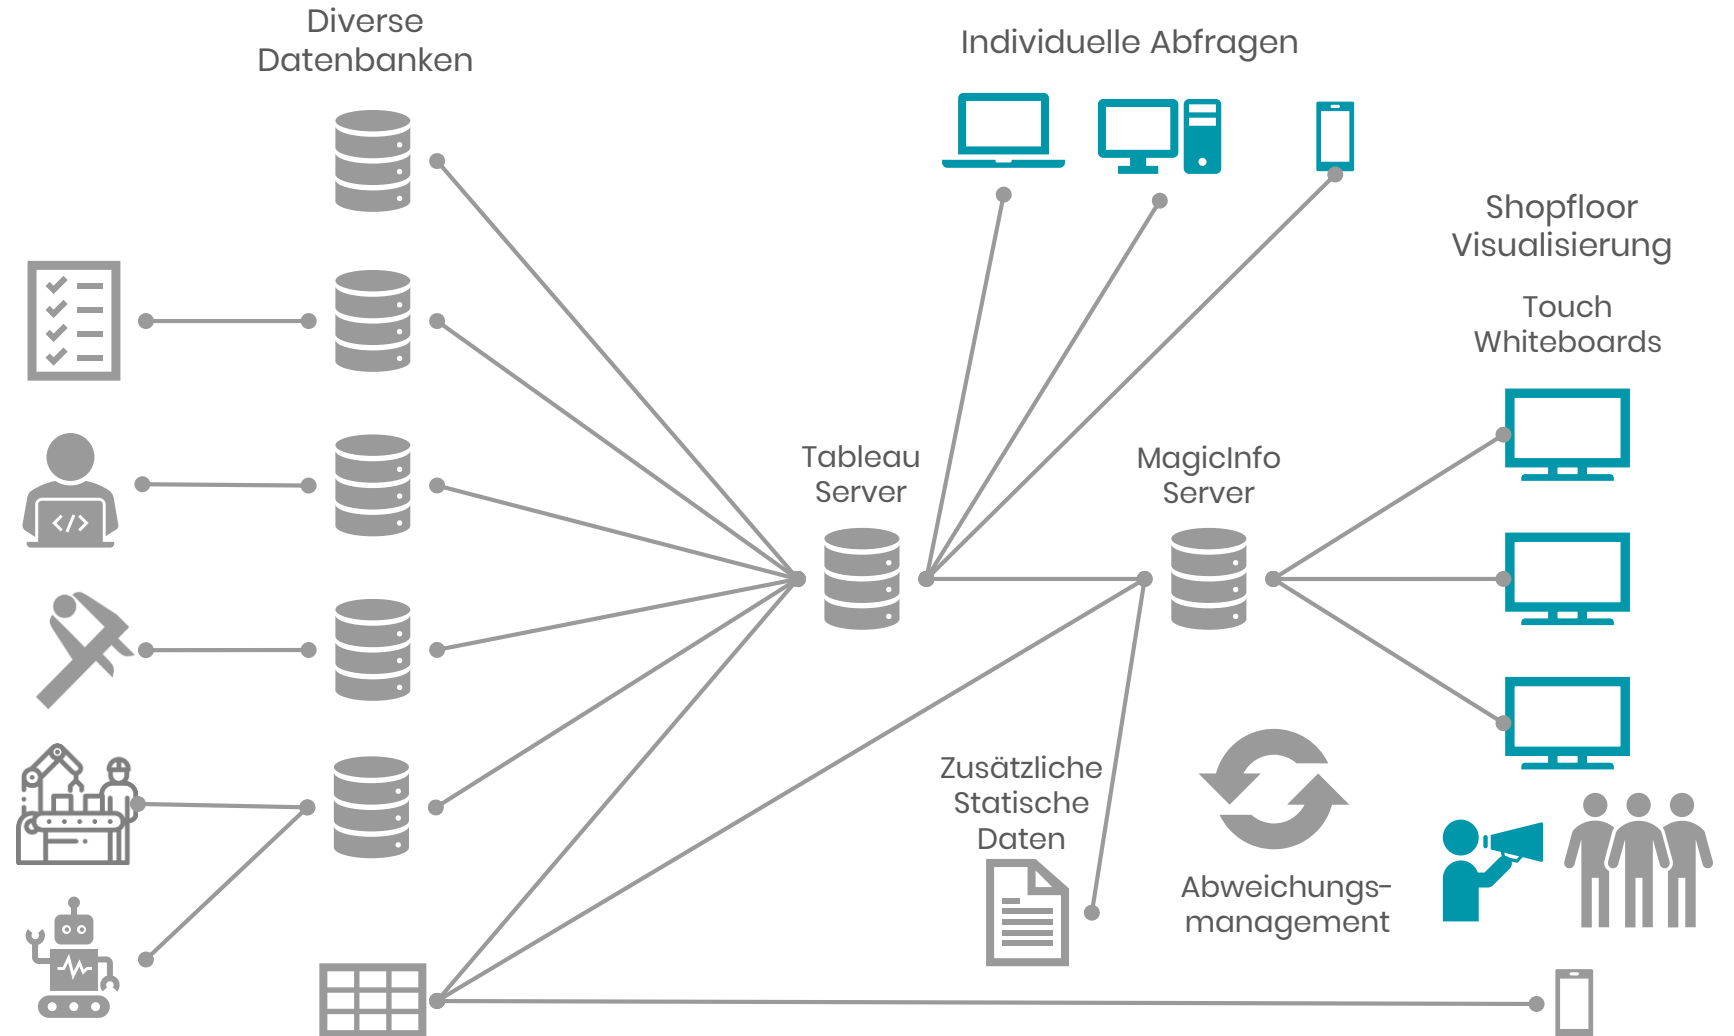 Diverse
Datenbanken
Individuelle Abfragen
Shopfloor
Visualisierung
Touch
Whiteboards
Tableau
Server
MagicInfo
Server
Zusätzliche
Statische
Daten
Abweichungs-
management